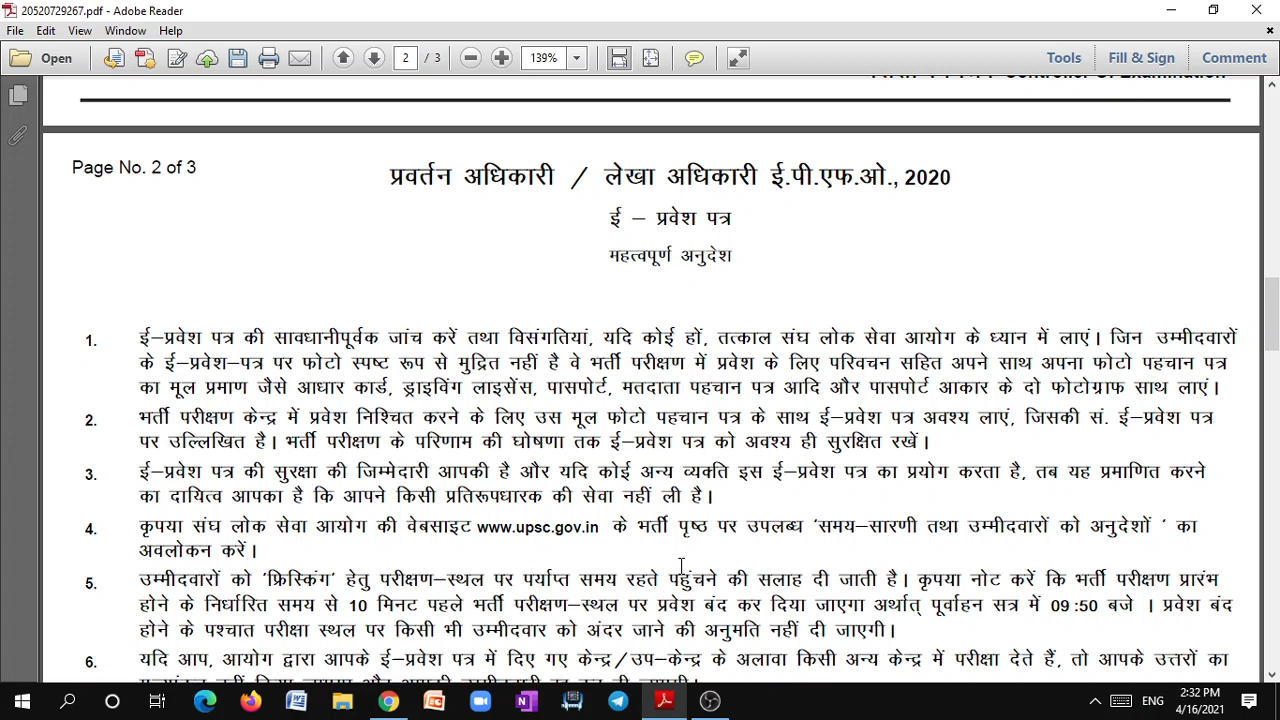 20520729267.pdf - Adobe Reader
File Edit View Window Help
Open 2 / 3 139% Tools Fill & Sign Comment
Controller Of Examination
Page No. 2 of 3
प्रवर्तन अधिकारी / लेखा अधिकारी ई.पी.एफ.ओ., 2020
ई – प्रवेश पत्र
महत्वपूर्ण अनुदेश
1. ई–प्रवेश पत्र की सावधानीपूर्वक जांच करें तथा विसंगतियां, यदि कोई हों, तत्काल संघ लोक सेवा आयोग के ध्यान में लाएं। जिन उम्मीदवारों
के ई–प्रवेश–पत्र पर फोटो स्पष्ट रूप से मुद्रित नहीं है वे भर्ती परीक्षण में प्रवेश के लिए परिवचन सहित अपने साथ अपना फोटो पहचान पत्र
का मूल प्रमाण जैसे आधार कार्ड, ड्राइविंग लाइसेंस, पासपोर्ट, मतदाता पहचान पत्र आदि और पासपोर्ट आकार के दो फोटोग्राफ साथ लाएं।
2. भर्ती परीक्षण केन्द्र में प्रवेश निश्चित करने के लिए उस मूल फोटो पहचान पत्र के साथ ई–प्रवेश पत्र अवश्य लाएं, जिसकी सं. ई–प्रवेश पत्र
पर उल्लिखित है। भर्ती परीक्षण के परिणाम की घोषणा तक ई–प्रवेश पत्र को अवश्य ही सुरक्षित रखें।
3. ई–प्रवेश पत्र की सुरक्षा की जिम्मेदारी आपकी है और यदि कोई अन्य व्यक्ति इस ई–प्रवेश पत्र का प्रयोग करता है, तब यह प्रमाणित करने
का दायित्व आपका है कि आपने किसी प्रतिरूपधारक की सेवा नहीं ली है।
4. कृपया संघ लोक सेवा आयोग की वेबसाइट www.upsc.gov.in के भर्ती पृष्ठ पर उपलब्ध ‘समय–सारणी तथा उम्मीदवारों को अनुदेशों ’ का
अवलोकन करें।
5. उम्मीदवारों को ‘फ्रिस्किंग’ हेतु परीक्षण–स्थल पर पर्याप्त समय रहते पहुंचने की सलाह दी जाती है। कृपया नोट करें कि भर्ती परीक्षण प्रारंभ
होने के निर्धारित समय से 10 मिनट पहले भर्ती परीक्षण–स्थल पर प्रवेश बंद कर दिया जाएगा अर्थात् पूर्वाहन सत्र में 09 :50 बजे । प्रवेश बंद
होने के पश्चात परीक्षा स्थल पर किसी भी उम्मीदवार को अंदर जाने की अनुमति नहीं दी जाएगी।
6. यदि आप, आयोग द्वारा आपके ई–प्रवेश पत्र में दिए गए केन्द्र/उप–केन्द्र के अलावा किसी अन्य केन्द्र में परीक्षा देते हैं, तो आपके उत्तरों का
ENG 2:32 PM
4/16/2021